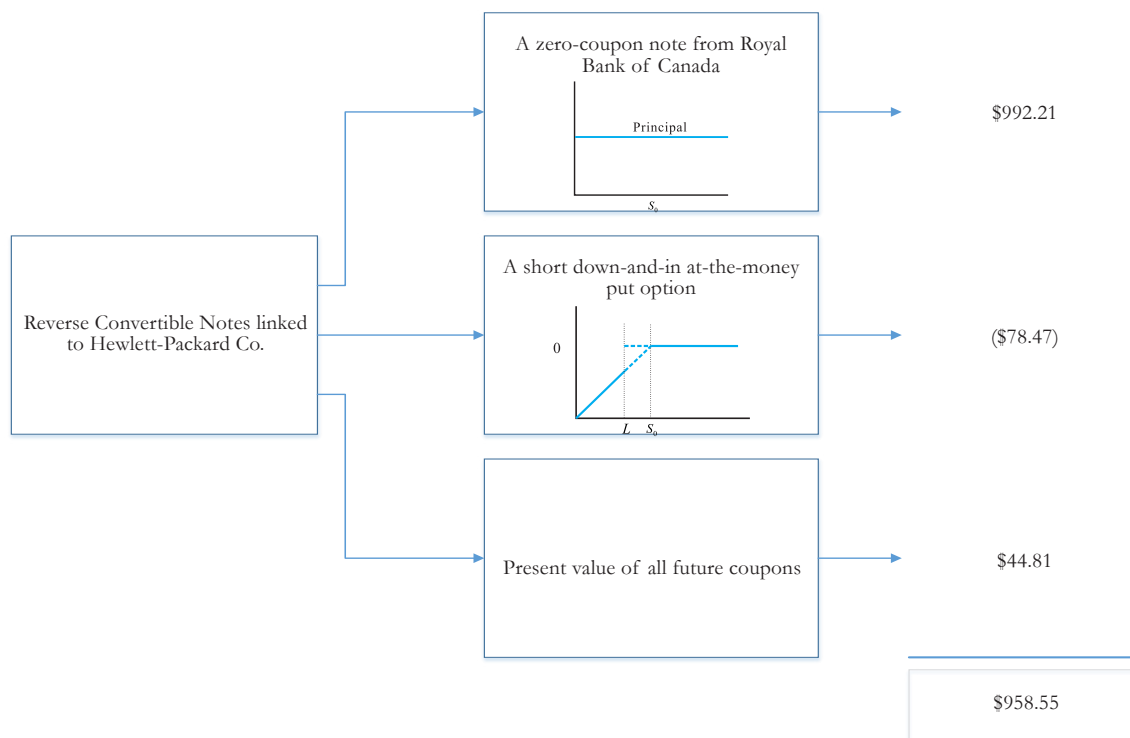 A zero-coupon note from Royal
Bank of Canada
Principal
S₀
$992.21
Reverse Convertible Notes linked
to Hewlett-Packard Co.
A short down-and-in at-the-money
put option
0
L S₀
($78.47)
Present value of all future coupons
$44.81
$958.55